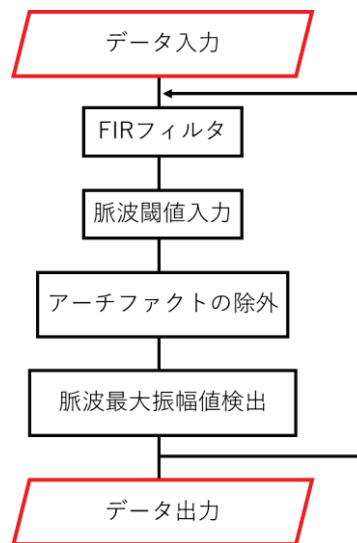 データ入力
FIRフィルタ
脈波閾値入力
アーチファクトの除外
脈波最大振幅値検出
データ出力